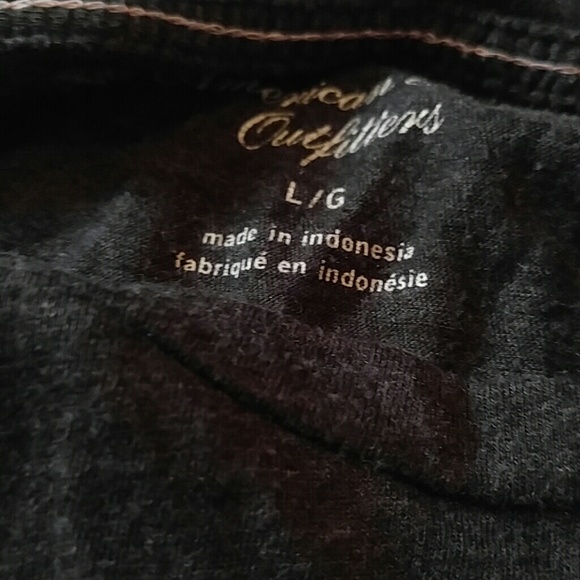 Outfitters
L/G
made in indonesia
fabriqué en indonésie